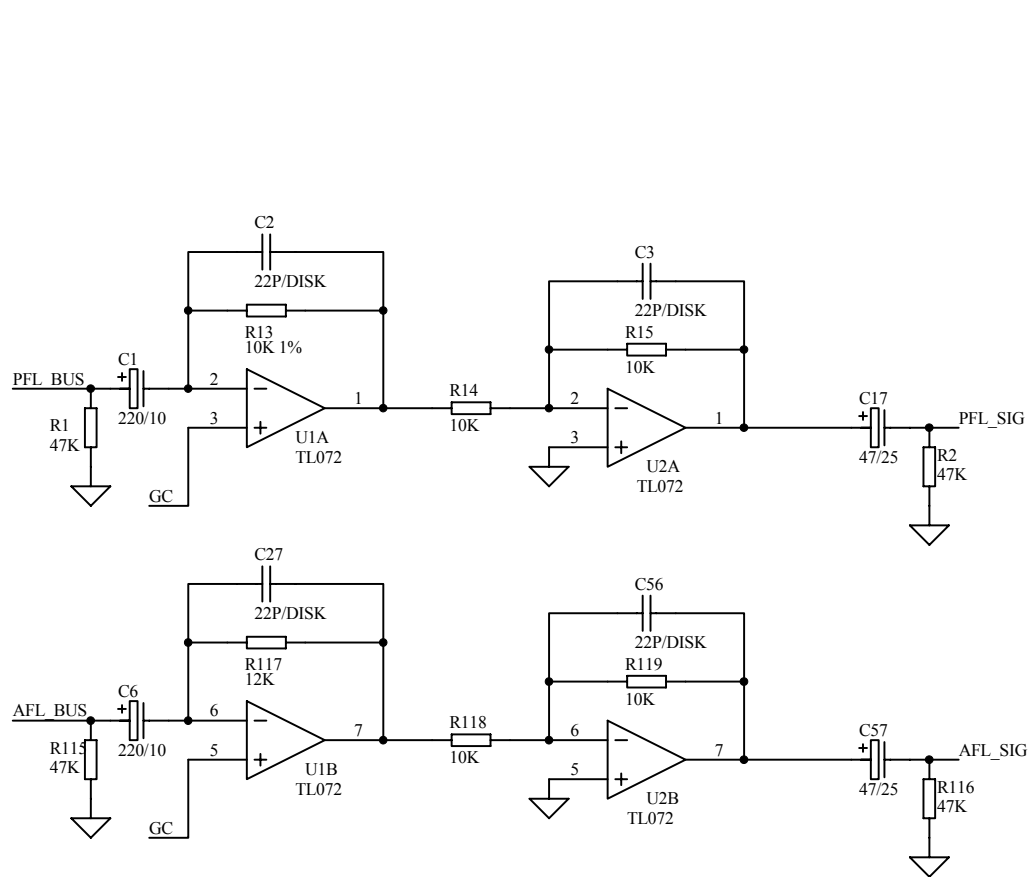 C2
22P/DISK
R13
10K 1%
C3
22P/DISK
R15
10K
PFL_BUS
C1
+
220/10
R1
47K
2
3
1
U1A
TL072
GC
R14
10K
2
3
1
U2A
TL072
C17
+
47/25
PFL_SIG
R2
47K
C27
22P/DISK
R117
12K
C56
22P/DISK
R119
10K
AFL_BUS
C6
+
220/10
R115
47K
6
5
7
U1B
TL072
GC
R118
10K
6
5
7
U2B
TL072
C57
+
47/25
AFL_SIG
R116
47K